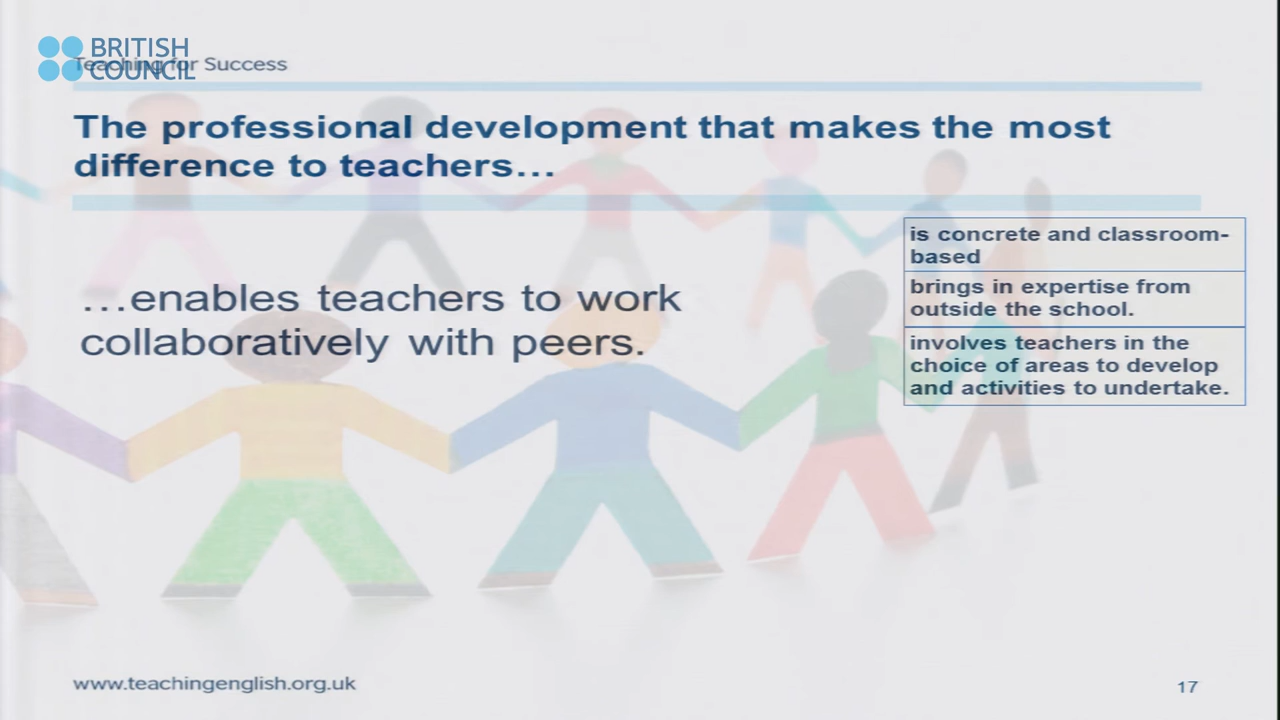 BRITISH
COUNCIL
Teaching for Success
The professional development that makes the most
difference to teachers…
…enables teachers to work
collaboratively with peers.
is concrete and classroom-
based
brings in expertise from
outside the school.
involves teachers in the
choice of areas to develop
and activities to undertake.
www.teachingenglish.org.uk
17